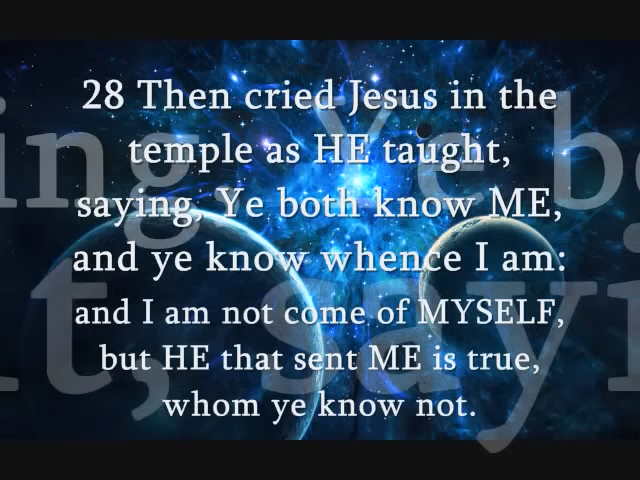 28 Then cried Jesus in the
temple as HE taught,
saying, Ye both know ME,
and ye know whence I am:
and I am not come of MYSELF,
but HE that sent ME is true,
whom ye know not.